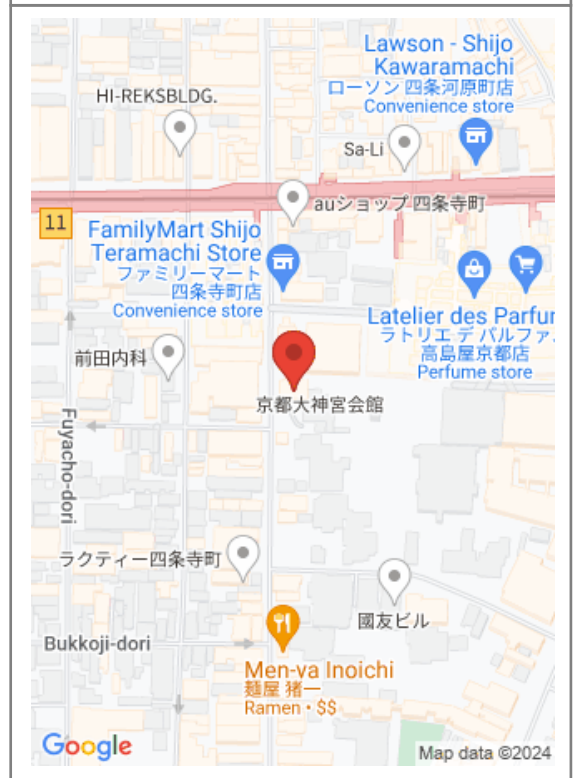 Lawson - Shijo
Kawaramachi
ローソン 四条河原町店
Convenience store
HI-REKSBLDG.
Sa-Li
auショップ 四条寺町
11
FamilyMart Shijo
Teramachi Store
ファミリーマート
四条寺町店
Convenience store
Latelier des Parfur
ラトリエ デ パルファ.
高島屋京都店
Perfume store
前田内科
京都大神宮会館
Fuyacho-dori
ラクティー四条寺町
國友ビル
Bukkoji-dori
Men-va Inoichi
麺屋 猪一
Ramen • $$
Google
Map data ©2024